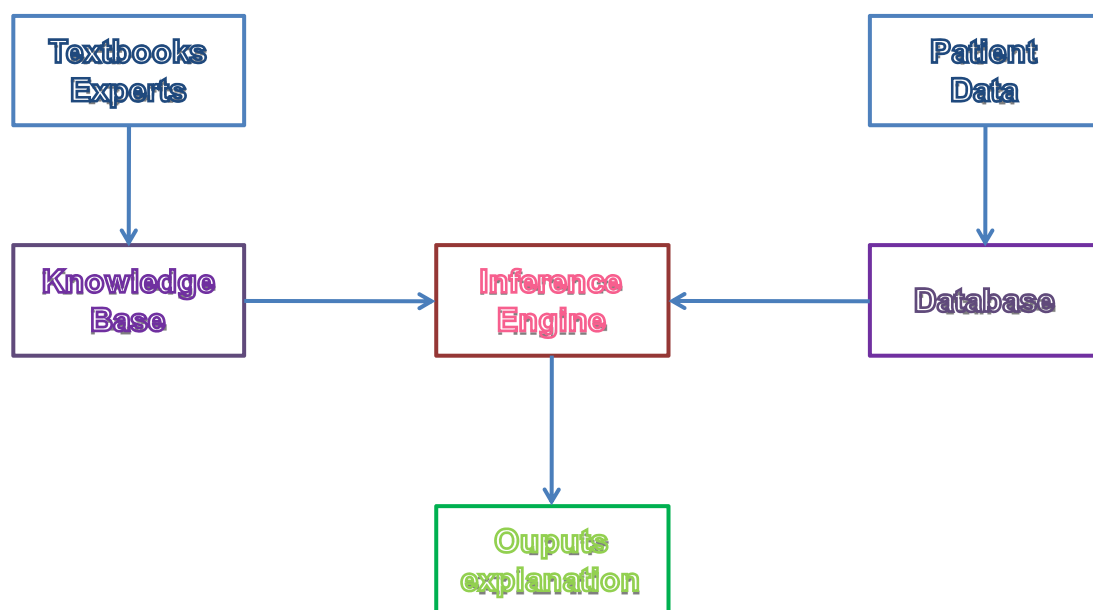 Textbooks
Experts
Patient
Data
Knowledge
Base
Inference
Engine
Database
Ouputs
explanation